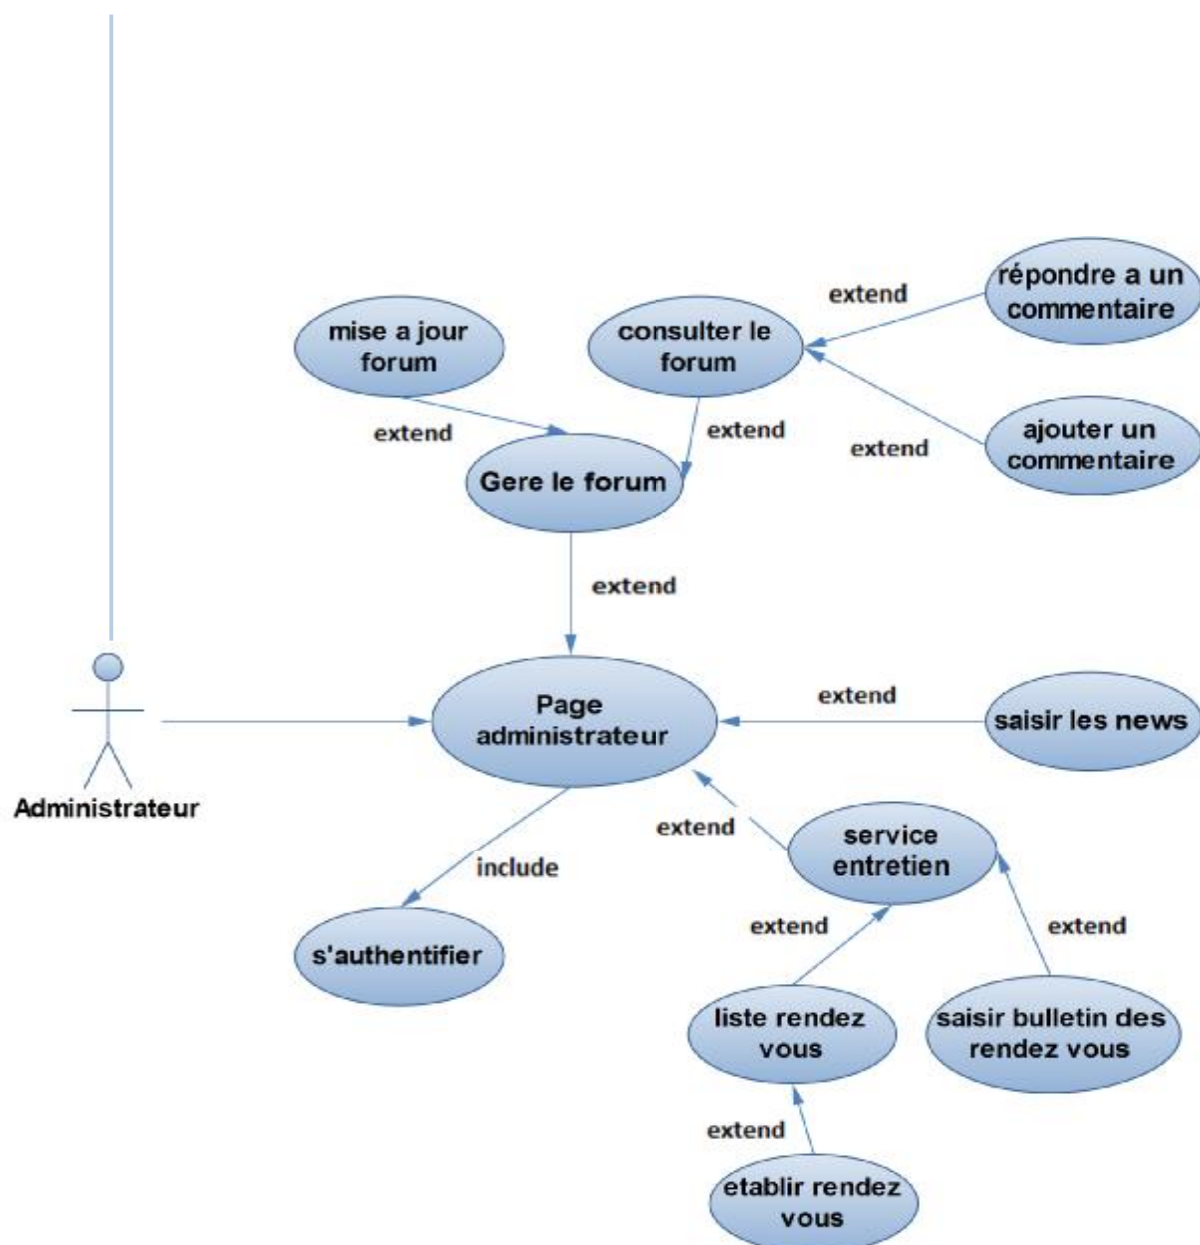 répondre a un
commentaire
extend
mise a jour
forum
consulter le
forum
extend
extend
ajouter un
commentaire
extend
Gere le forum
extend
Page
administrateur
extend
saisir les news
Administrateur
extend
service
entretien
include
s'authentifier
extend
extend
liste rendez
vous
saisir bulletin des
rendez vous
extend
etablir rendez
vous